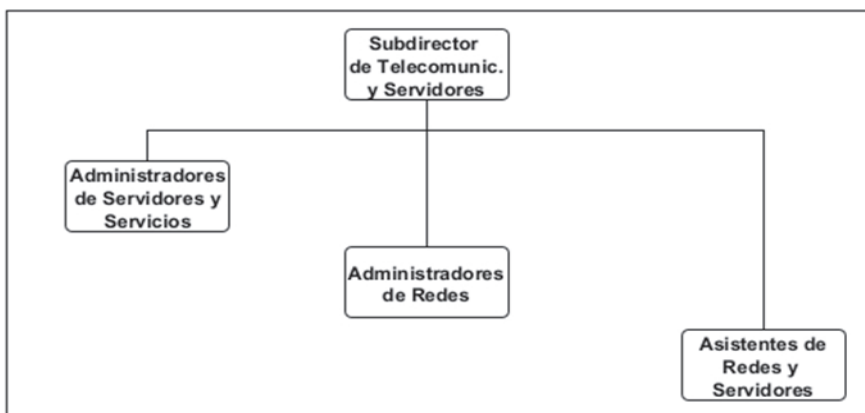 Subdirector
de Telecomunic.
y Servidores
Administradores
de Servidores y
Servicios
Administradores
de Redes
Asistentes de
Redes y
Servidores